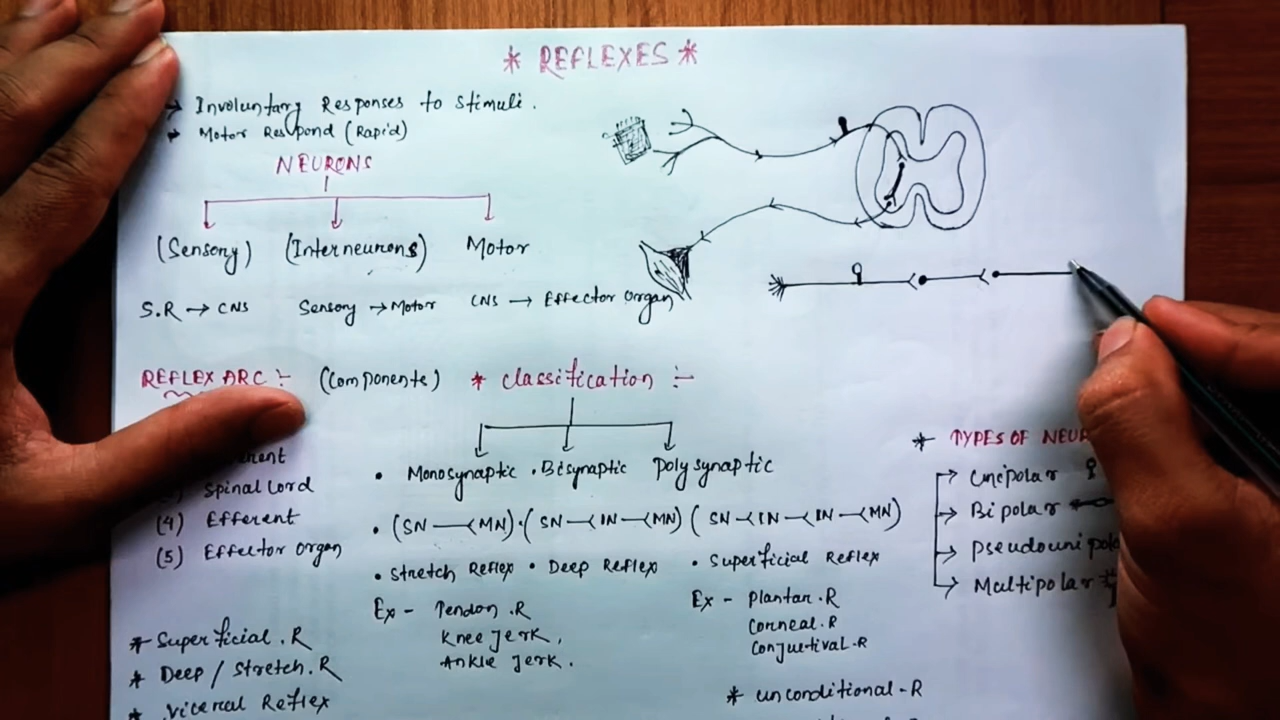 * REFLEXES *
→ Involuntary Responses to stimuli.
→ Motor Respond (Rapid)
NEURONS
(Sensory) (Interneurons) Motor
S.R → CNS Sensory → Motor CNS → Effector Organ
REFLEX ARC :- (Components) * Classification :-
• Monosynaptic • Bisynaptic Polysynaptic
Spinal Cord
(4) Efferent
(5) Effector Organ
• (SN —< MN) • (SN —< IN —< MN) (SN —< IN —< IN —< MN)
• Stretch Reflex • Deep Reflex • Superficial Reflex
Ex - Tendon .R
Knee Jerk,
Ankle Jerk.
Ex - Plantar .R
Corneal .R
Conjuctival .R
* TYPES OF
→ Unipolar
→ Bipolar
→ Pseudounipola
→ Multipolar
* Superficial .R
* Deep / Stretch .R
* Viceral Reflex
* unconditional - R